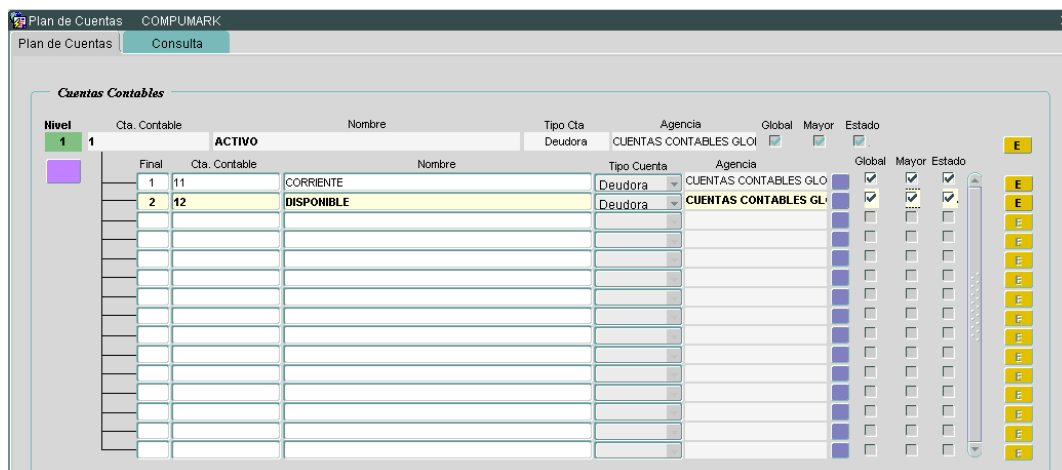 Plan de Cuentas COMPUMARK
Plan de Cuentas Consulta
Cuentas Contables
Nivel Cta. Contable Nombre Tipo Cta Agencia Global Mayor Estado
1 1 ACTIVO Deudora CUENTAS CONTABLES GLOI E
Final Cta. Contable Nombre Tipo Cuenta Agencia Global Mayor Estado
1 11 CORRIENTE Deudora CUENTAS CONTABLES GLO E
2 12 DISPONIBLE Deudora CUENTAS CONTABLES GL E
E
E
E
E
E
E
E
E
E
E
E
E
E